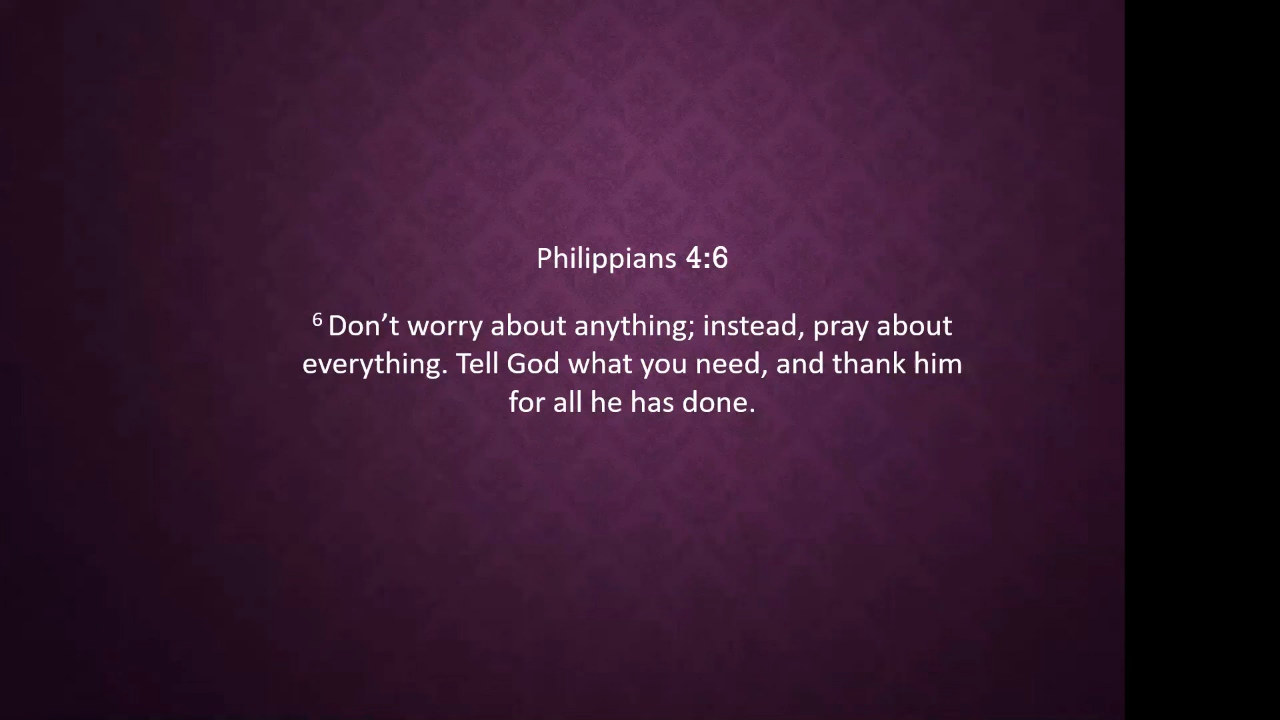 Philippians 4:6
6 Don’t worry about anything; instead, pray about
everything. Tell God what you need, and thank him
for all he has done.